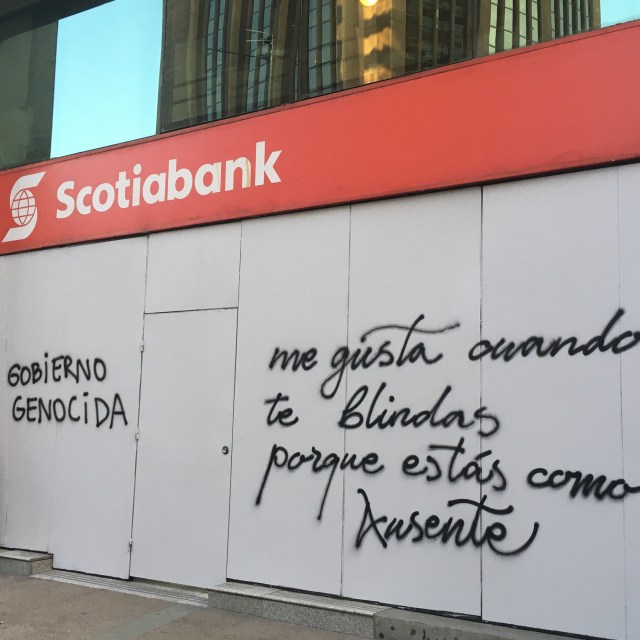 Scotiabank
GOBIERNO
GENOCIDA
me gusta cuando
te blindas
porque estás como
Ausente